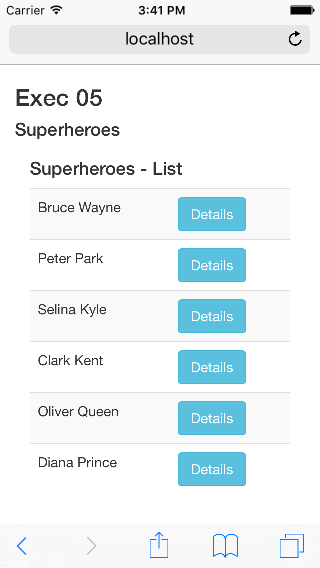 Carrier 3:41 PM
localhost
Exec 05
Superheroes
Superheroes - List
Bruce Wayne Details
Peter Park Details
Selina Kyle Details
Clark Kent Details
Oliver Queen Details
Diana Prince Details